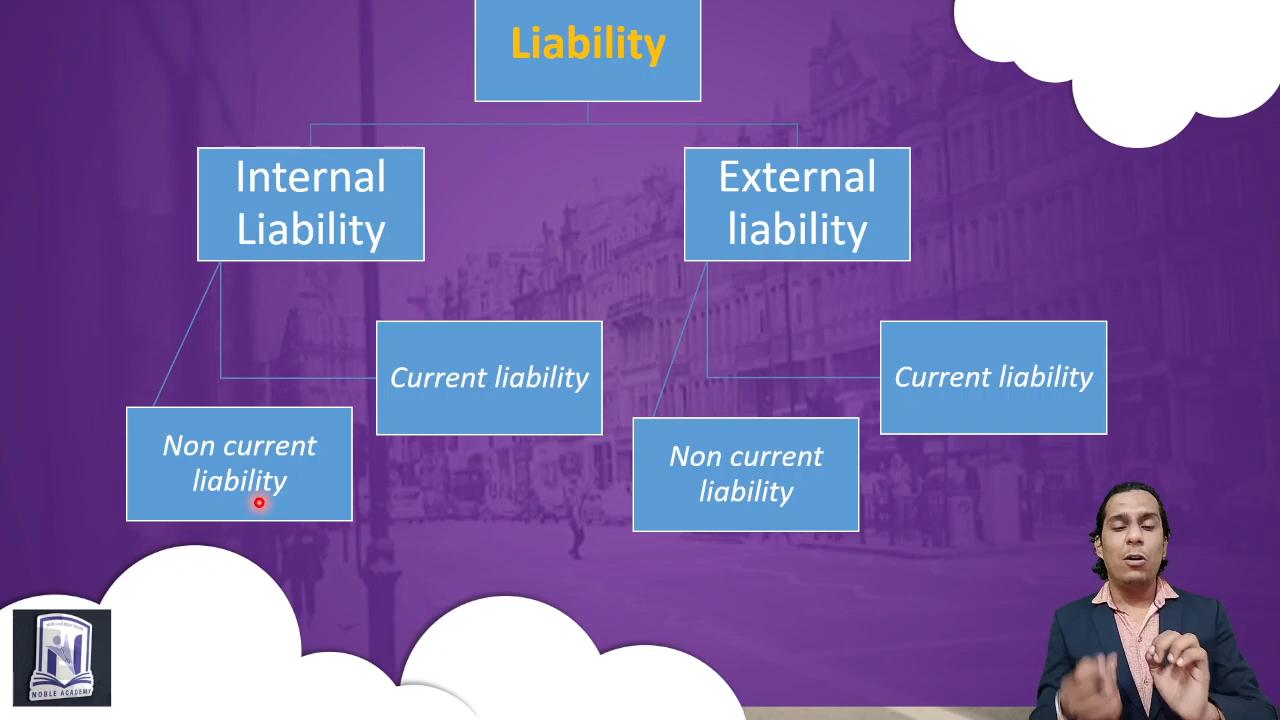 Liability
Internal
Liability
External
liability
Current liability
Non current
liability
Current liability
Non current
liability
NOBLE ACADEMY